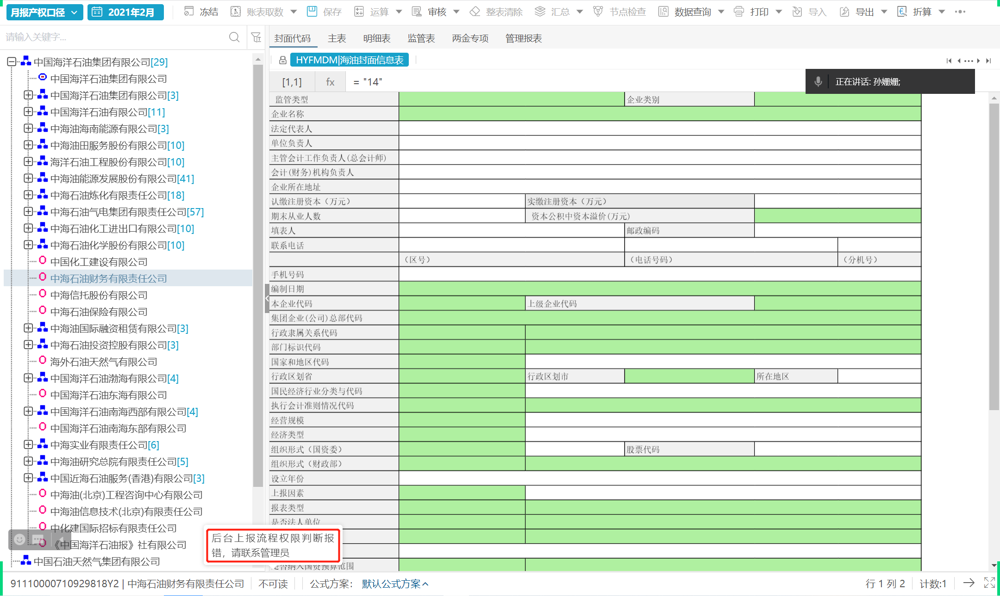 月报产权口径
2021年2月
冻结
账表取数
保存
运算
审核
整表清除
汇总
节点检查
数据查询
打印
导入
导出
折算
请输入关键字...
封面代码
主表
明细表
监管表
两金专项
管理报表
HYFMDM|海油封面信息表
[1,1]
fx
= "14"
正在讲话: 孙姗姗;
中国海洋石油集团有限公司[29]
中国海洋石油集团有限公司
中国海洋石油集团有限公司[3]
中国海洋石油有限公司[11]
中海油海南能源有限公司[3]
中海油田服务股份有限公司[10]
海洋石油工程股份有限公司[10]
中海油能源发展股份有限公司[41]
中海石油炼化有限责任公司[18]
中海石油气电集团有限责任公司[57]
中海石油化工进出口有限公司[10]
中海石油化学股份有限公司[10]
中国化工建设有限公司
中海石油财务有限责任公司
中海信托股份有限公司
中海石油保险有限公司
中海油国际融资租赁有限公司[3]
中海石油投资控股有限公司[3]
海外石油天然气有限公司
中国海洋石油渤海有限公司[4]
中国海洋石油东海有限公司
中国海洋石油南海西部有限公司[4]
中国海洋石油南海东部有限公司
中海实业有限责任公司[6]
中海油研究总院有限责任公司[5]
中国近海石油服务(香港)有限公司[3]
中海油(北京)工程咨询中心有限公司
中海油信息技术(北京)有限责任公司
中化建国际招标有限责任公司
《中国海洋石油报》社有限公司
中国石油天然气集团有限公司
监管类型
企业类别
企业名称
法定代表人
单位负责人
主管会计工作负责人(总会计师)
会计(财务)机构负责人
企业所在地址
认缴注册资本（万元）
实缴注册资本（万元）
期末从业人数
资本公积中资本溢价(万元)
填表人
邮政编码
联系电话
（区号）
（电话号码）
（分机号）
手机号码
编制日期
本企业代码
上级企业代码
集团企业(公司)总部代码
行政隶属关系代码
部门标识代码
国家和地区代码
行政区划省
行政区划市
所在地区
国民经济行业分类与代码
执行会计准则情况代码
经营规模
经济类型
组织形式（国资委）
股票代码
组织形式（财政部）
设立年份
上报因素
报表类型
是否法人单位
后台上报流程权限判断报
错，请联系管理员
是否纳入国资预算范围
91110000710929818Y2 | 中海石油财务有限责任公司
不可读
公式方案：
默认公式方案
行 1 列 2
计数:1